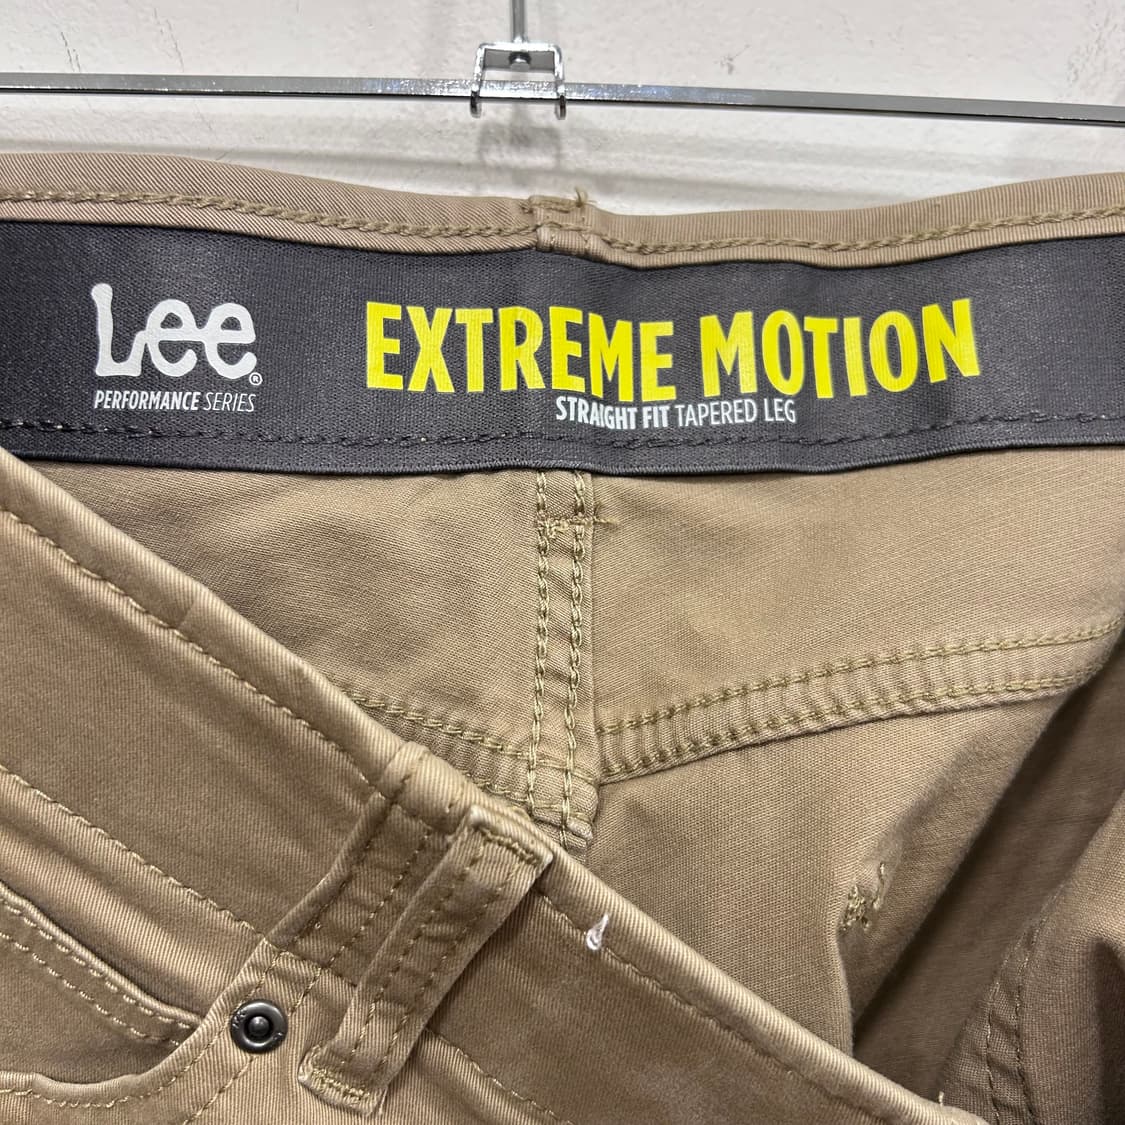 Lee®
PERFORMANCE SERIES
EXTREME MOTION
STRAIGHT FIT TAPERED LEG